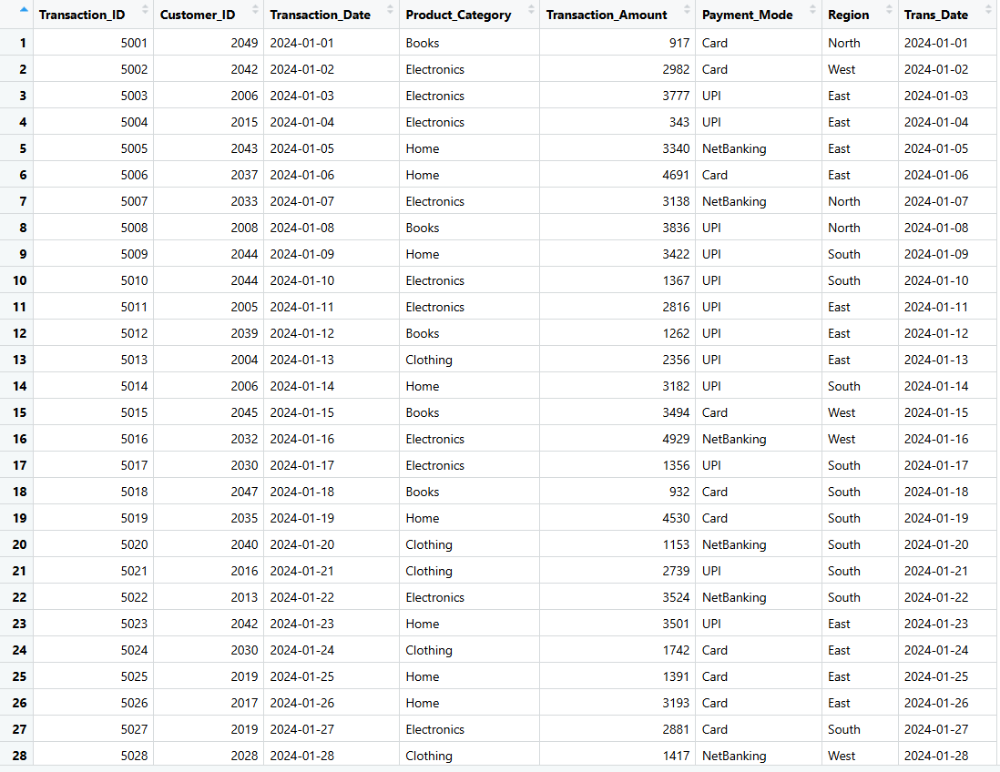 Transaction_ID Customer_ID Transaction_Date Product_Category Transaction_Amount Payment_Mode Region Trans_Date
1 5001 2049 2024-01-01 Books 917 Card North 2024-01-01
2 5002 2042 2024-01-02 Electronics 2982 Card West 2024-01-02
3 5003 2006 2024-01-03 Electronics 3777 UPI East 2024-01-03
4 5004 2015 2024-01-04 Electronics 343 UPI East 2024-01-04
5 5005 2043 2024-01-05 Home 3340 NetBanking East 2024-01-05
6 5006 2037 2024-01-06 Home 4691 Card East 2024-01-06
7 5007 2033 2024-01-07 Electronics 3138 NetBanking North 2024-01-07
8 5008 2008 2024-01-08 Books 3836 UPI North 2024-01-08
9 5009 2044 2024-01-09 Home 3422 UPI South 2024-01-09
10 5010 2044 2024-01-10 Electronics 1367 UPI South 2024-01-10
11 5011 2005 2024-01-11 Electronics 2816 UPI East 2024-01-11
12 5012 2039 2024-01-12 Books 1262 UPI East 2024-01-12
13 5013 2004 2024-01-13 Clothing 2356 UPI East 2024-01-13
14 5014 2006 2024-01-14 Home 3182 UPI South 2024-01-14
15 5015 2045 2024-01-15 Books 3494 Card West 2024-01-15
16 5016 2032 2024-01-16 Electronics 4929 NetBanking West 2024-01-16
17 5017 2030 2024-01-17 Electronics 1356 UPI South 2024-01-17
18 5018 2047 2024-01-18 Books 932 Card South 2024-01-18
19 5019 2035 2024-01-19 Home 4530 Card South 2024-01-19
20 5020 2040 2024-01-20 Clothing 1153 NetBanking South 2024-01-20
21 5021 2016 2024-01-21 Clothing 2739 UPI South 2024-01-21
22 5022 2013 2024-01-22 Electronics 3524 NetBanking South 2024-01-22
23 5023 2042 2024-01-23 Home 3501 UPI East 2024-01-23
24 5024 2030 2024-01-24 Clothing 1742 Card East 2024-01-24
25 5025 2019 2024-01-25 Home 1391 Card East 2024-01-25
26 5026 2017 2024-01-26 Home 3193 Card East 2024-01-26
27 5027 2019 2024-01-27 Electronics 2881 Card South 2024-01-27
28 5028 2028 2024-01-28 Clothing 1417 NetBanking West 2024-01-28